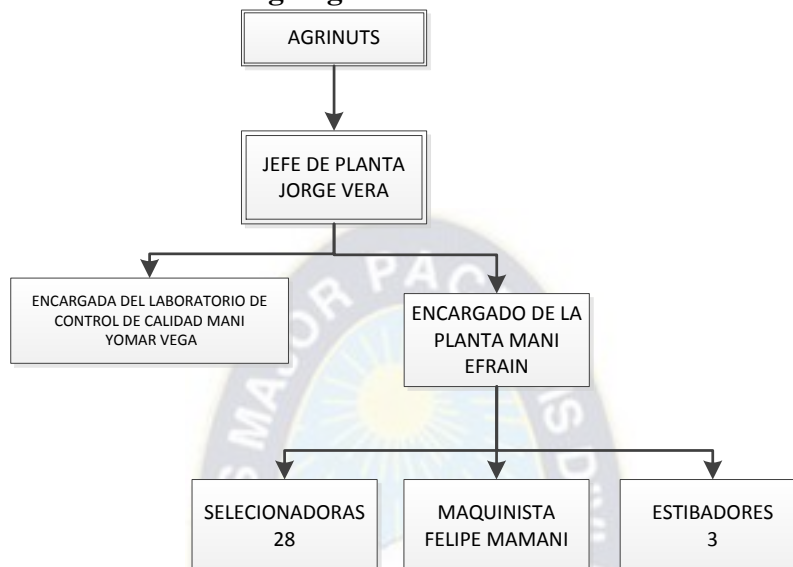 AGRINUTS
JEFE DE PLANTA
JORGE VERA
ENCARGADA DEL LABORATORIO DE
CONTROL DE CALIDAD MANI
YOMAR VEGA
ENCARGADO DE LA
PLANTA MANI
EFRAIN
SELECIONADORAS
28
MAQUINISTA
FELIPE MAMANI
ESTIBADORES
3